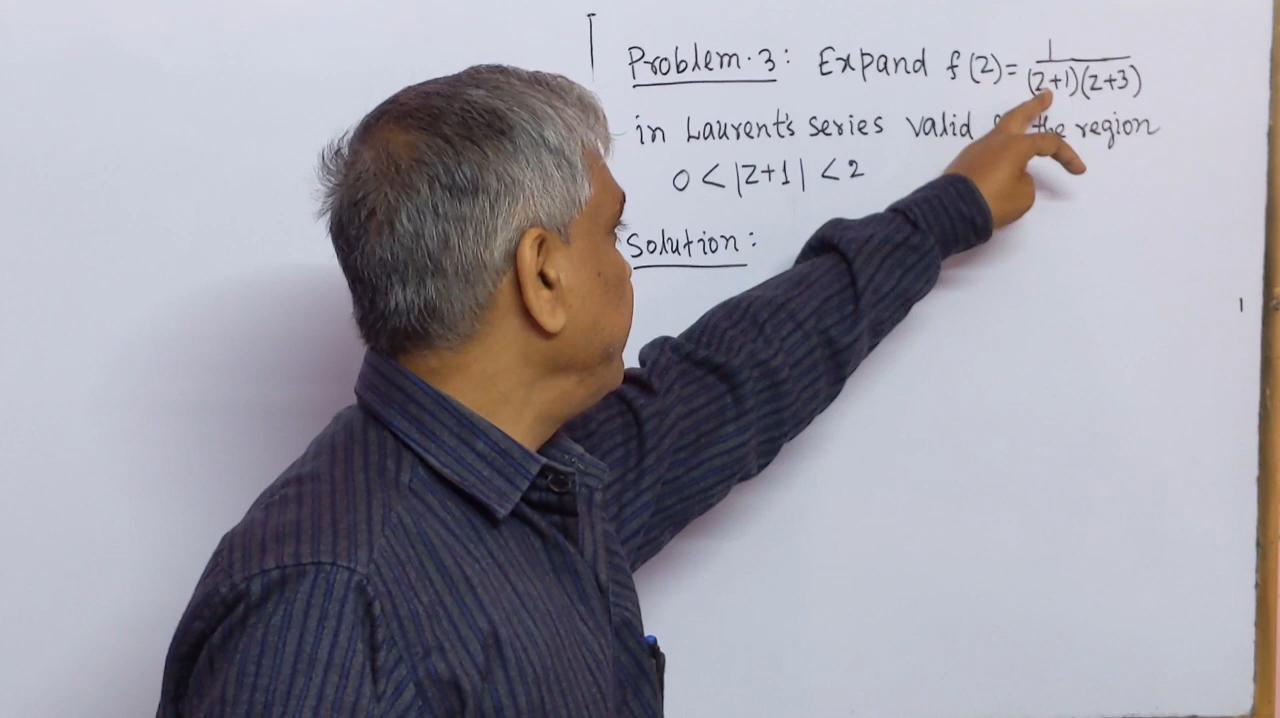 Problem.3: Expand f(z)= 1/(z+1)(z+3)
in Laurent's series valid the region
0 < |z+1| < 2
Solution: